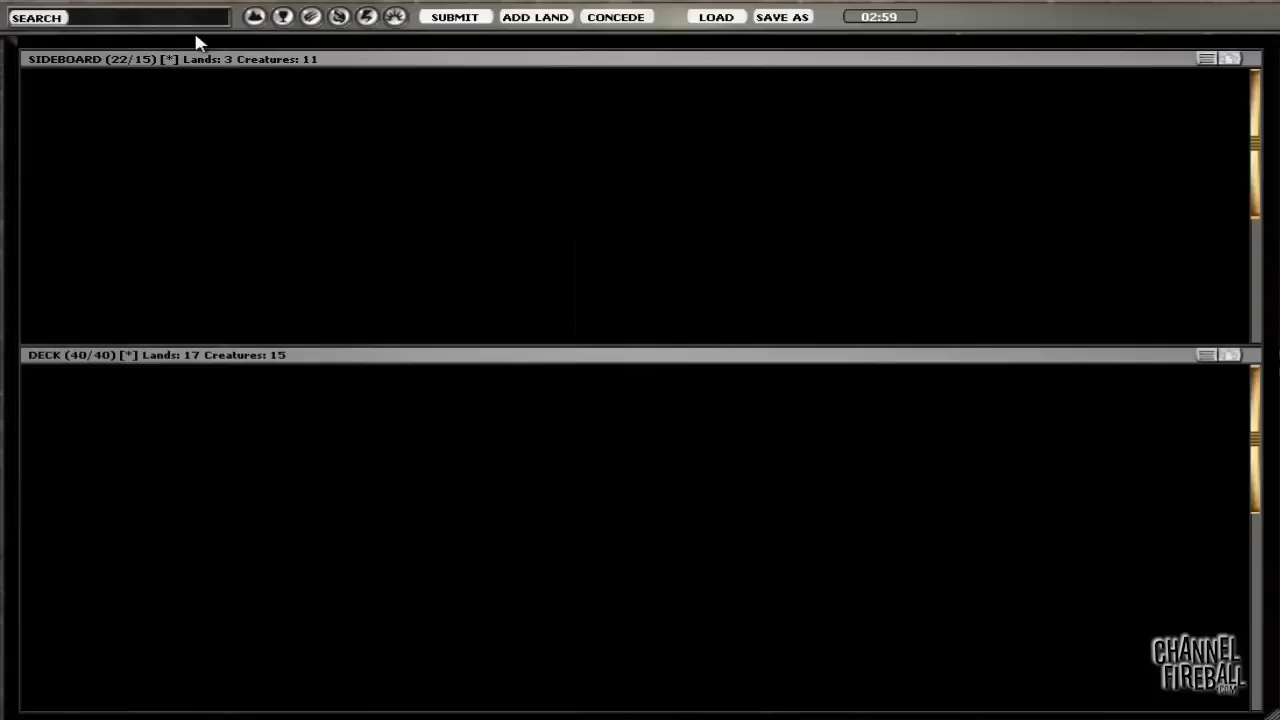 SEARCH SUBMIT ADD LAND CONCEDE LOAD SAVE AS 02:59
SIDEBOARD (22/15) [*] Lands: 3 Creatures: 11
DECK (40/40) [*] Lands: 17 Creatures: 15
CHANNEL
FIREBALL
.COM